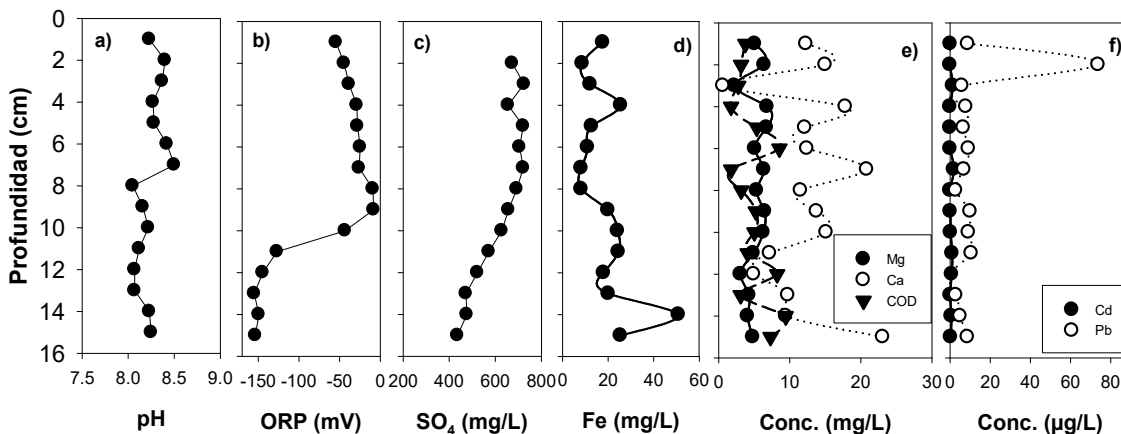 a)
b)
c)
d)
e)
f)
Profundidad (cm)
0
2
4
6
8
10
12
14
16
7.5 8.0 8.5 9.0
-150 -100 -50 0
200 400 600 800
0 20 40 60
0 10 20 30
0 20 40 60 80
Mg
Ca
COD
Cd
Pb
pH
ORP (mV)
SO₄ (mg/L)
Fe (mg/L)
Conc. (mg/L)
Conc. (µg/L)